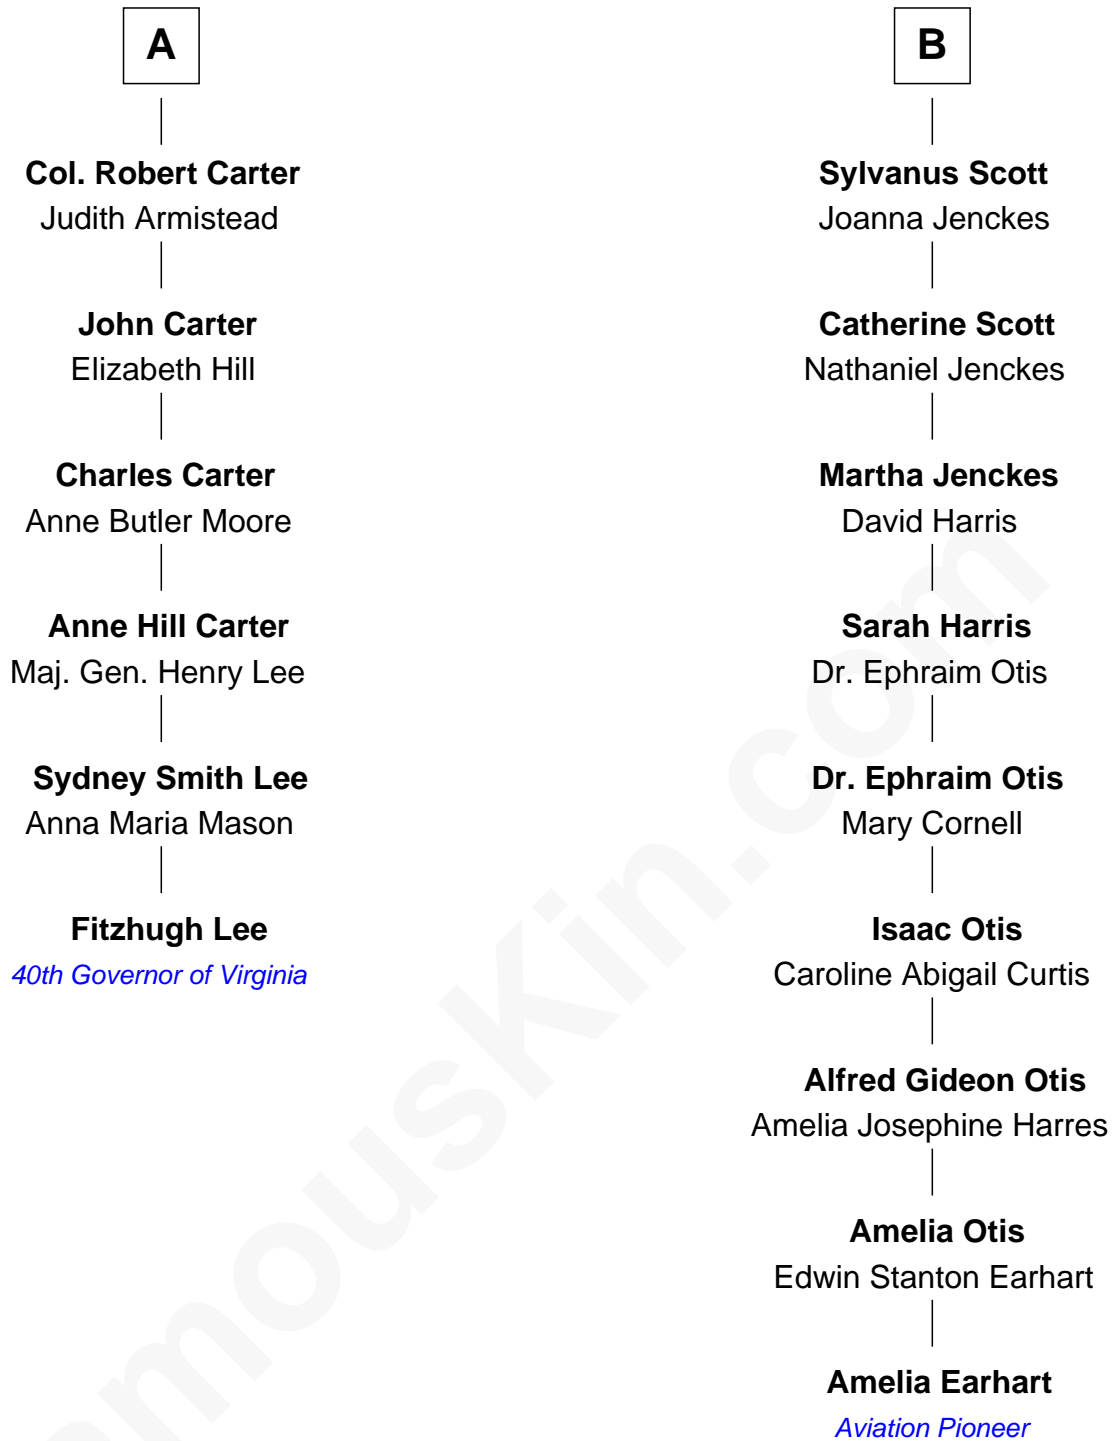 A
Col. Robert Carter
Judith Armistead
John Carter
Elizabeth Hill
Charles Carter
Anne Butler Moore
Anne Hill Carter
Maj. Gen. Henry Lee
Sydney Smith Lee
Anna Maria Mason
Fitzhugh Lee
40th Governor of Virginia
B
Sylvanus Scott
Joanna Jenckes
Catherine Scott
Nathaniel Jenckes
Martha Jenckes
David Harris
Sarah Harris
Dr. Ephraim Otis
Dr. Ephraim Otis
Mary Cornell
Isaac Otis
Caroline Abigail Curtis
Alfred Gideon Otis
Amelia Josephine Harres
Amelia Otis
Edwin Stanton Earhart
Amelia Earhart
Aviation Pioneer
amouskin.com